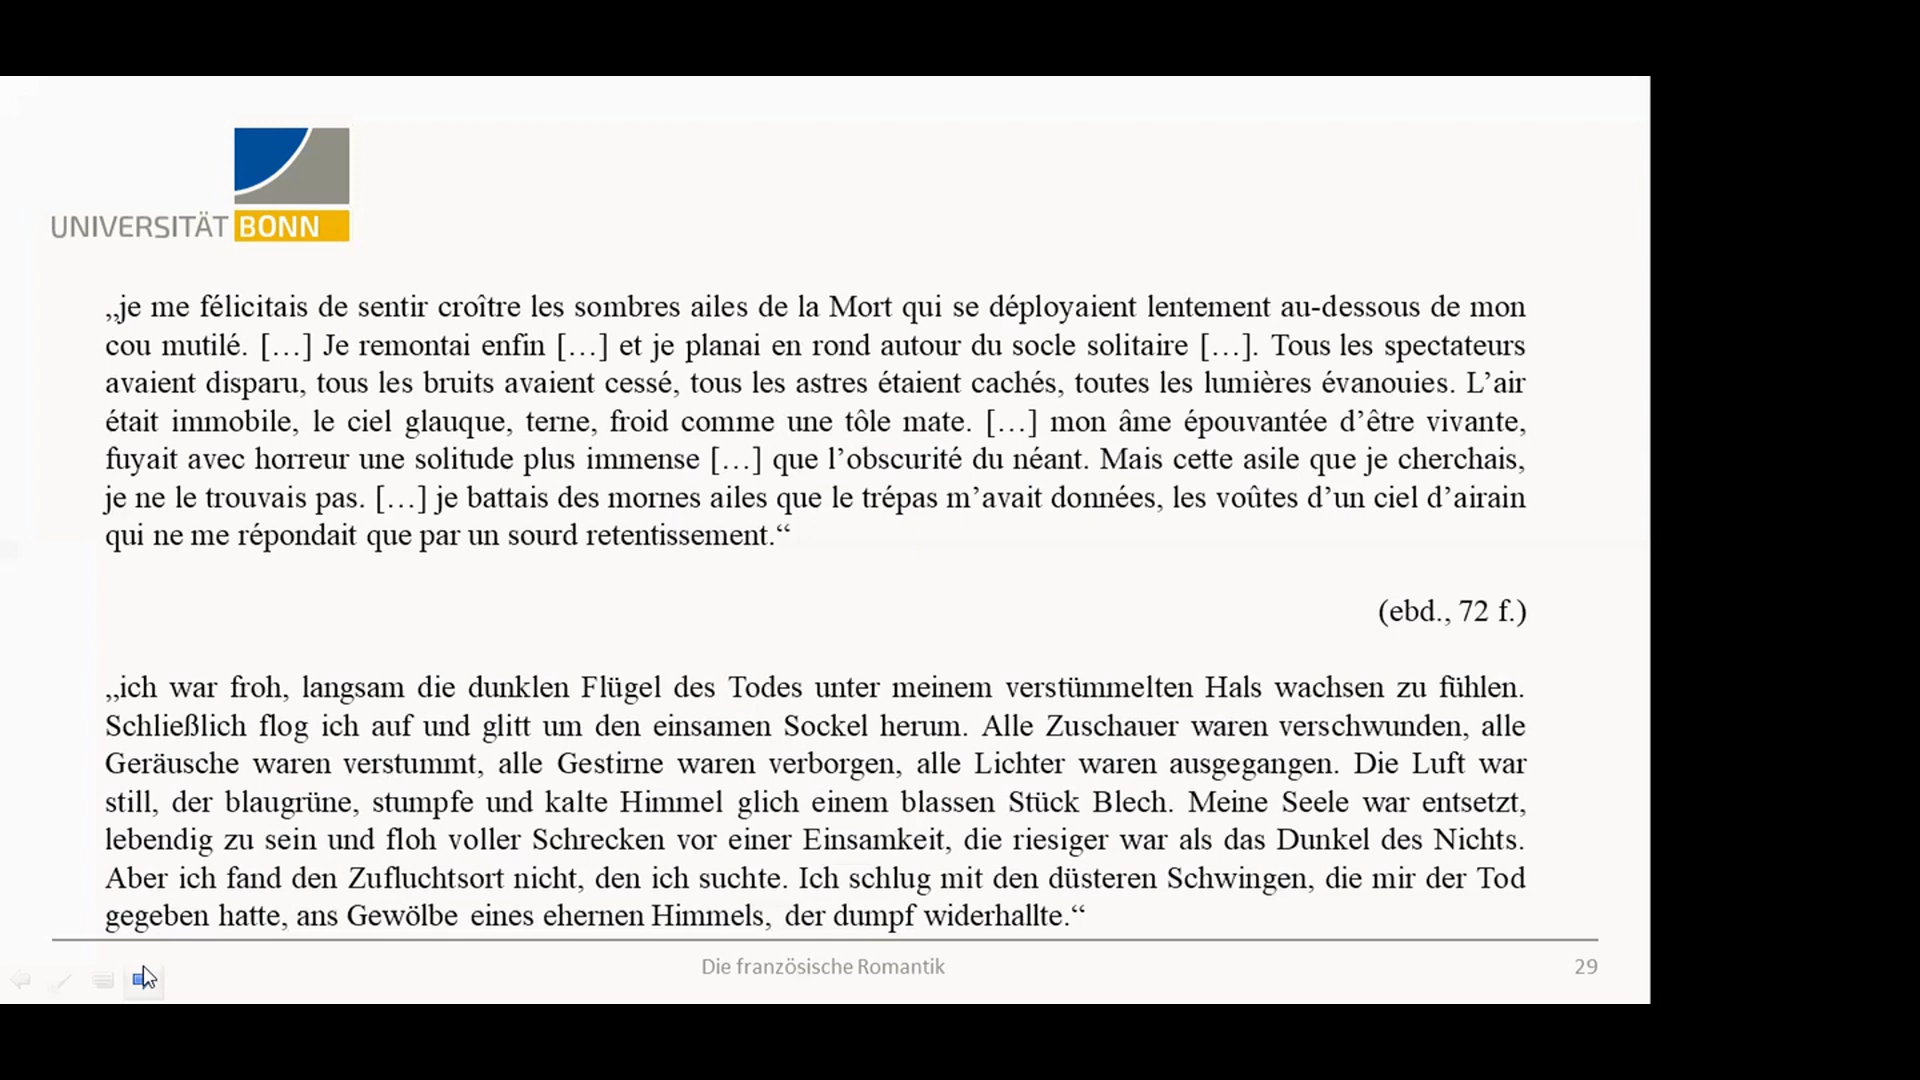 UNIVERSITÄT BONN
„je me félicitais de sentir croître les sombres ailes de la Mort qui se déployaient lentement au-dessous de mon
cou mutilé. […] Je remontai enfin […] et je planai en rond autour du socle solitaire […]. Tous les spectateurs
avaient disparu, tous les bruits avaient cessé, tous les astres étaient cachés, toutes les lumières évanouies. L’air
était immobile, le ciel glauque, terne, froid comme une tôle mate. […] mon âme épouvantée d’être vivante,
fuyait avec horreur une solitude plus immense […] que l’obscurité du néant. Mais cette asile que je cherchais,
je ne le trouvais pas. […] je battais des mornes ailes que le trépas m’avait données, les voûtes d’un ciel d’airain
qui ne me répondait que par un sourd retentissement.“
(ebd., 72 f.)
„ich war froh, langsam die dunklen Flügel des Todes unter meinem verstümmelten Hals wachsen zu fühlen.
Schließlich flog ich auf und glitt um den einsamen Sockel herum. Alle Zuschauer waren verschwunden, alle
Geräusche waren verstummt, alle Gestirne waren verborgen, alle Lichter waren ausgegangen. Die Luft war
still, der blaugrüne, stumpfe und kalte Himmel glich einem blassen Stück Blech. Meine Seele war entsetzt,
lebendig zu sein und floh voller Schrecken vor einer Einsamkeit, die riesiger war als das Dunkel des Nichts.
Aber ich fand den Zufluchtsort nicht, den ich suchte. Ich schlug mit den düsteren Schwingen, die mir der Tod
gegeben hatte, ans Gewölbe eines ehernen Himmels, der dumpf widerhallte.“
Die französische Romantik
29